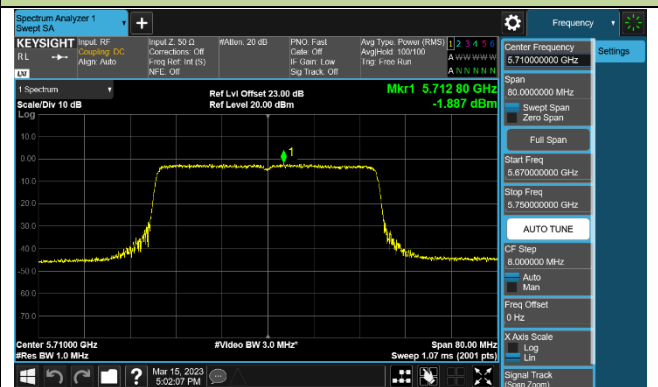 Spectrum Analyzer 1
Swept SA
+
Frequency
KEYSIGHT
RL
LXI
Input: RF
Coupling: DC
Align: Auto
Input Z: 50 Ω
Corrections: Off
Freq Ref: Int (S)
NFE: Off
#Atten: 20 dB
PNO: Fast
Gate: Off
IF Gain: Low
Sig Track: Off
Avg Type: Power (RMS)
Avg|Hold: 100/100
Trig: Free Run
1 2 3 4 5 6
A W W W W W
A N N N N N
1 Spectrum
Scale/Div 10 dB
Log
Ref Lvl Offset 23.00 dB
Ref Level 20.00 dBm
Mkr1 5.712 80 GHz
-1.887 dBm
10.0
0.00
1
-10.0
-20.0
-30.0
-40.0
-50.0
-60.0
-70.0
Center 5.71000 GHz
#Res BW 1.0 MHz
#Video BW 3.0 MHz*
Span 80.00 MHz
Sweep 1.07 ms (2001 pts)
Center Frequency
5.710000000 GHz
Settings
Span
80.0000000 MHz
Swept Span
Zero Span
Full Span
Start Freq
5.670000000 GHz
Stop Freq
5.750000000 GHz
AUTO TUNE
CF Step
8.000000 MHz
Auto
Man
Freq Offset
0 Hz
X Axis Scale
Log
Lin
Signal Track
(Span Zoom)
?
Mar 15, 2023
5:02:07 PM